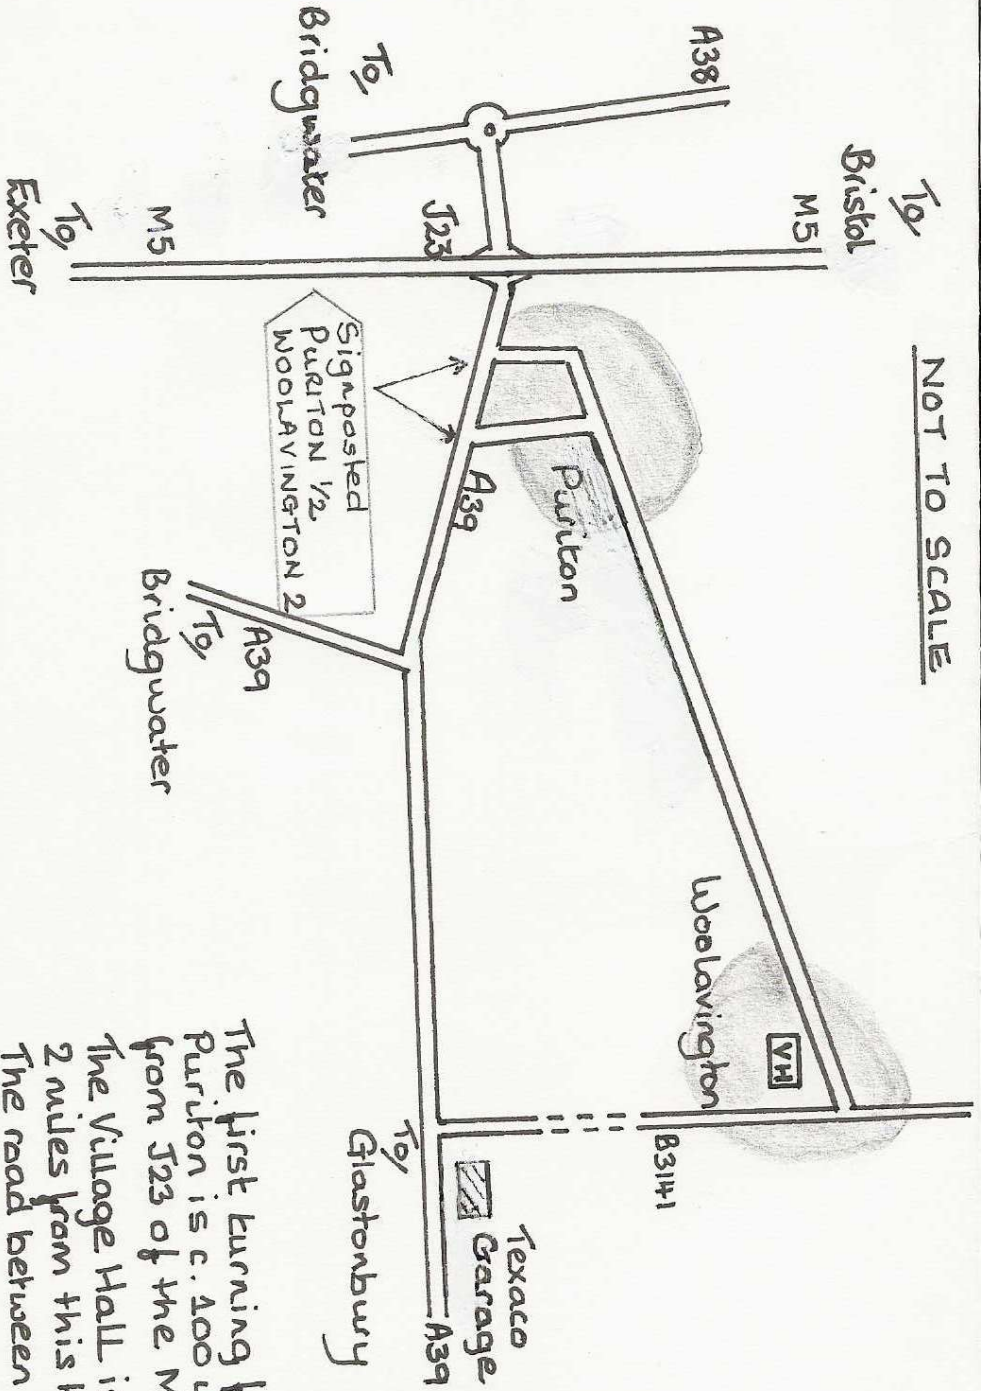 NOT TO SCALE
To
Bristol
M5
A38
J23
To
Bridgwater
M5
To
Exeter
Signposted
PURITON 1/2
WOOLAVINGTON 2
Puriton
A39
A39
To
Bridgwater
Woolavington
VH
B3141
Texaco
Garage
To
Glastonbury
A39
The first turning
Puriton is c. 100
from J23 of the
The Village Hall
2 miles from this
The road between